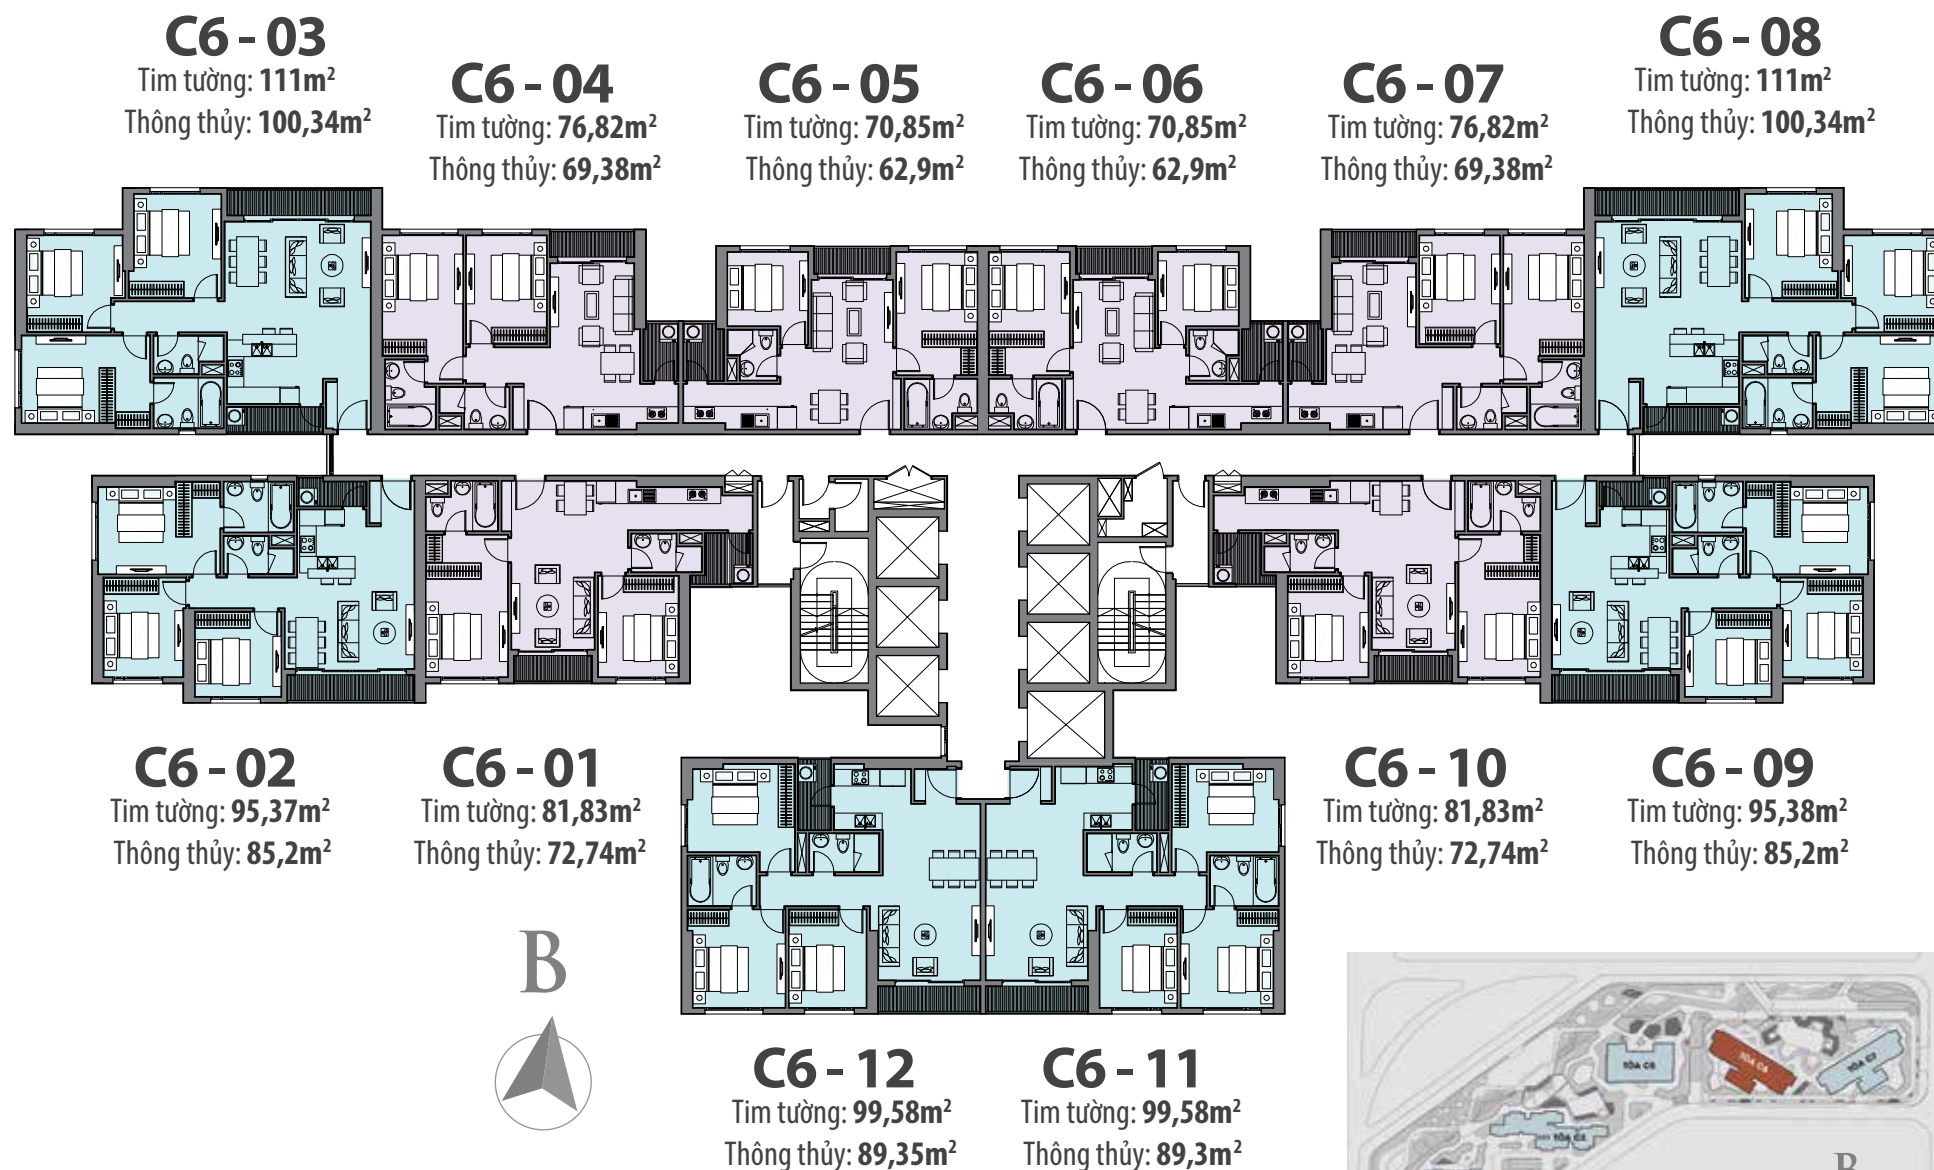 C6 - 03
Tim tường: 111m²
Thông thủy: 100,34m²
C6 - 04
Tim tường: 76,82m²
Thông thủy: 69,38m²
C6 - 05
Tim tường: 70,85m²
Thông thủy: 62,9m²
C6 - 06
Tim tường: 70,85m²
Thông thủy: 62,9m²
C6 - 07
Tim tường: 76,82m²
Thông thủy: 69,38m²
C6 - 08
Tim tường: 111m²
Thông thủy: 100,34m²
C6 - 02
Tim tường: 95,37m²
Thông thủy: 85,2m²
C6 - 01
Tim tường: 81,83m²
Thông thủy: 72,74m²
C6 - 10
Tim tường: 81,83m²
Thông thủy: 72,74m²
C6 - 09
Tim tường: 95,38m²
Thông thủy: 85,2m²
B
C6 - 12
Tim tường: 99,58m²
Thông thủy: 89,35m²
C6 - 11
Tim tường: 99,58m²
Thông thủy: 89,3m²
TÒA C6
TÒA C7
B